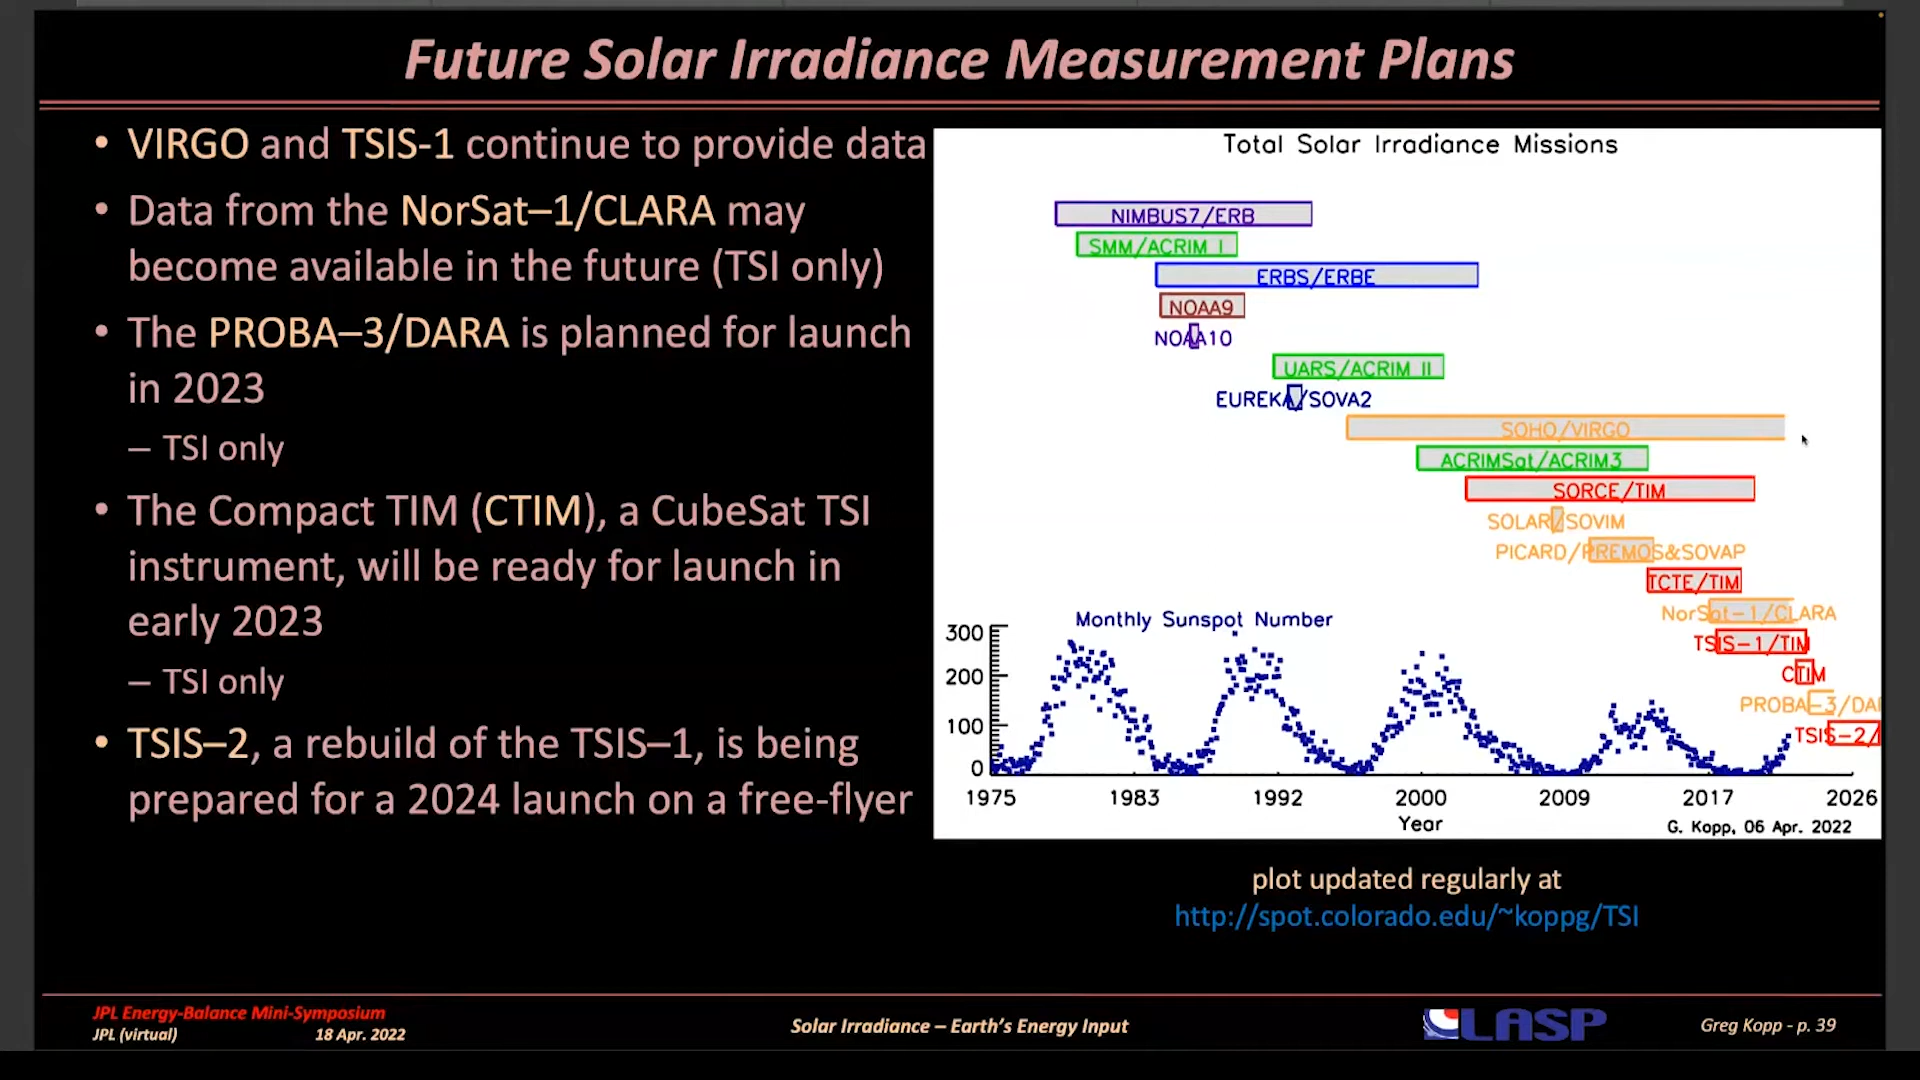 Future Solar Irradiance Measurement Plans
• VIRGO and TSIS-1 continue to provide data
• Data from the NorSat–1/CLARA may
become available in the future (TSI only)
• The PROBA–3/DARA is planned for launch
in 2023
– TSI only
• The Compact TIM (CTIM), a CubeSat TSI
instrument, will be ready for launch in
early 2023
– TSI only
• TSIS–2, a rebuild of the TSIS–1, is being
prepared for a 2024 launch on a free-flyer
Total Solar Irradiance Missions
NIMBUS7/ERB
SMM/ACRIM I
ERBS/ERBE
NOAA9
NOAA10
UARS/ACRIM II
EUREKA/SOVA2
SOHO/VIRGO
ACRIMSat/ACRIM3
SORCE/TIM
SOLAR/SOVIM
PICARD/PREMOS&SOVAP
TCTE/TIM
NorSat-1/CLARA
TSIS-1/TIM
CTIM
PROBA-3/DA
TSIS-2/
Monthly Sunspot Number
300
200
100
0
1975 1983 1992 2000 2009 2017 2026
Year
G. Kopp, 06 Apr. 2022
plot updated regularly at
http://spot.colorado.edu/~koppg/TSI
JPL Energy-Balance Mini-Symposium
JPL (virtual) 18 Apr. 2022
Solar Irradiance – Earth's Energy Input
LASP
Greg Kopp - p. 39